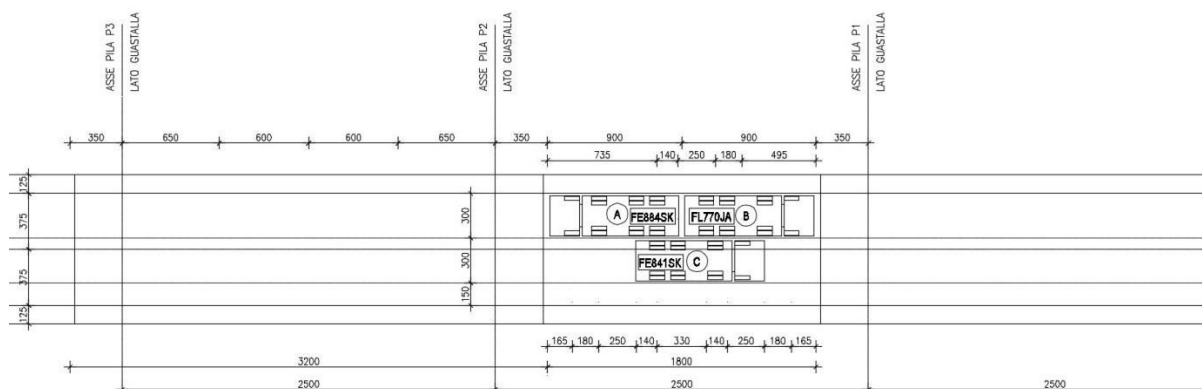 ASSE PILA P3
LATO GUASTALLA
ASSE PILA P2
LATO GUASTALLA
ASSE PILA P1
LATO GUASTALLA
350 650 600 600 650 350 900 900 350
735 140 250 180 495
125
375
375
125
300
300
150
A FE884SK FL770JA B
FE841SK C
165 180 250 140 330 140 250 180 165
3200 1800
2500 2500 2500